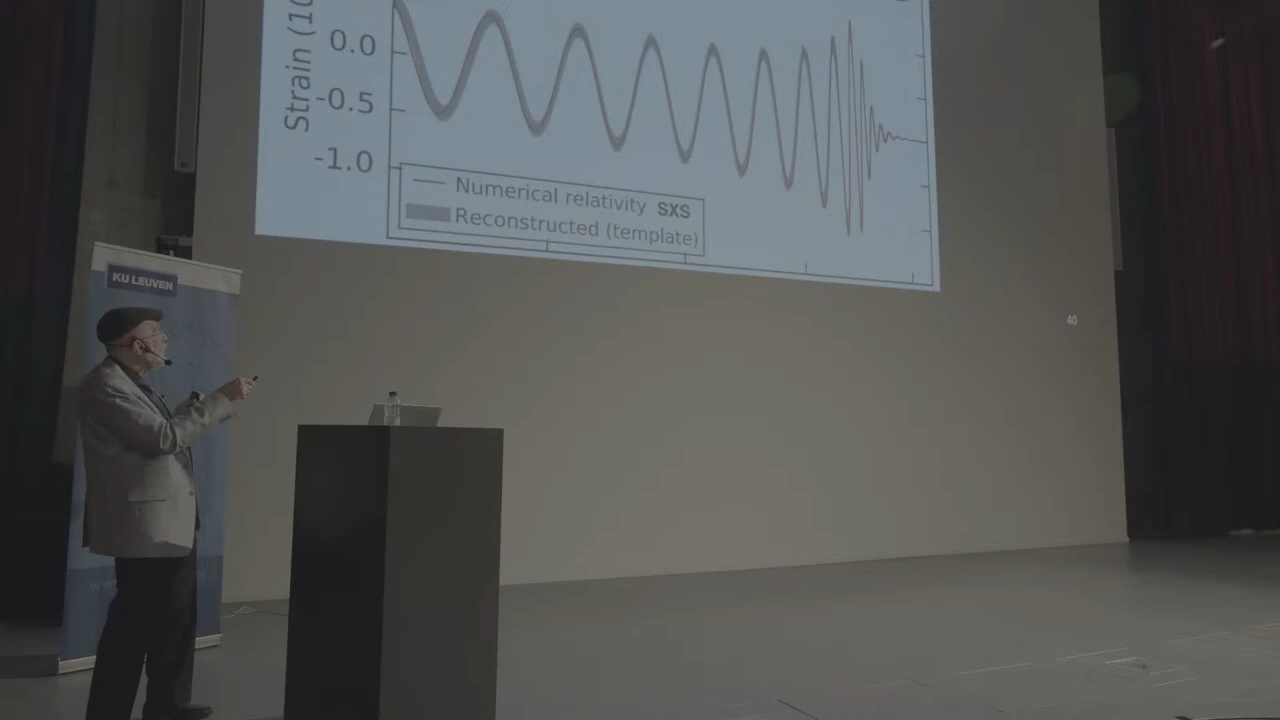 Strain (10
0.0
-0.5
-1.0
Numerical relativity SXS
Reconstructed (template)
KU LEUVEN
40